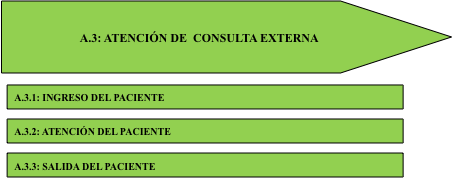 A.3: ATENCIÓN DE CONSULTA EXTERNA
A.3.1: INGRESO DEL PACIENTE
A.3.2: ATENCIÓN DEL PACIENTE
A.3.3: SALIDA DEL PACIENTE